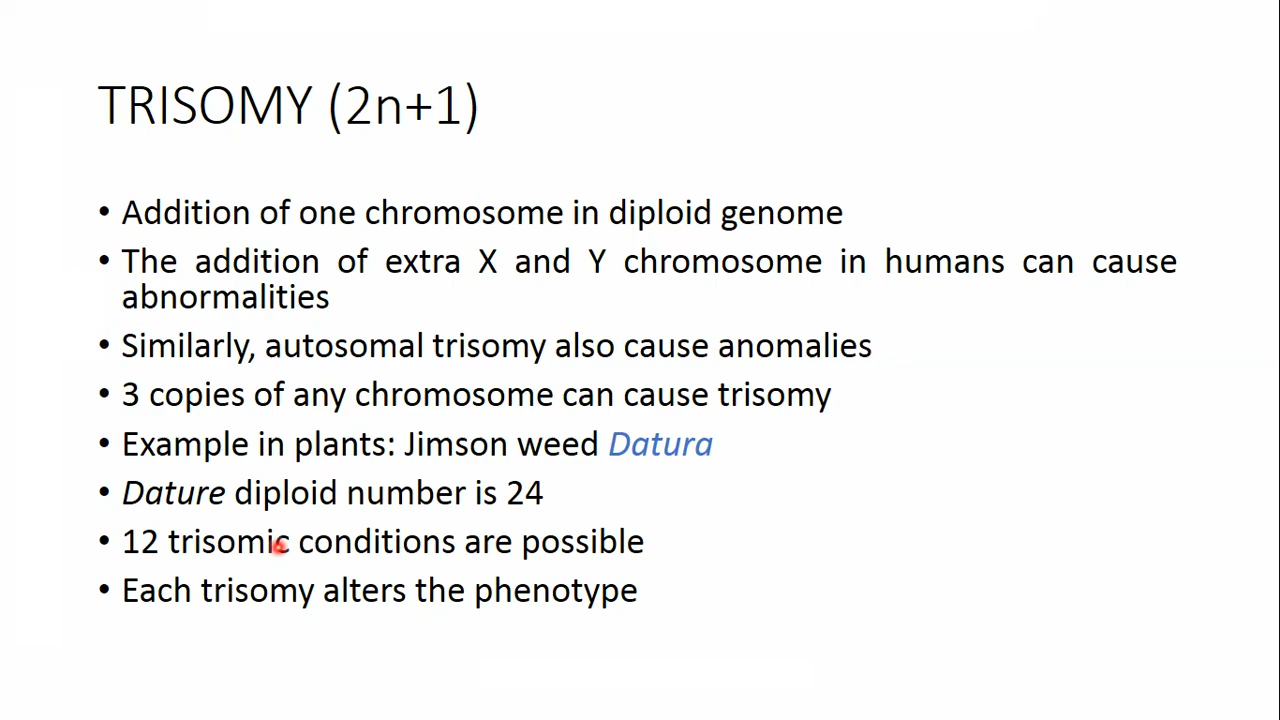 TRISOMY (2n+1)
• Addition of one chromosome in diploid genome
• The addition of extra X and Y chromosome in humans can cause
abnormalities
• Similarly, autosomal trisomy also cause anomalies
• 3 copies of any chromosome can cause trisomy
• Example in plants: Jimson weed Datura
• Dature diploid number is 24
• 12 trisomic conditions are possible
• Each trisomy alters the phenotype